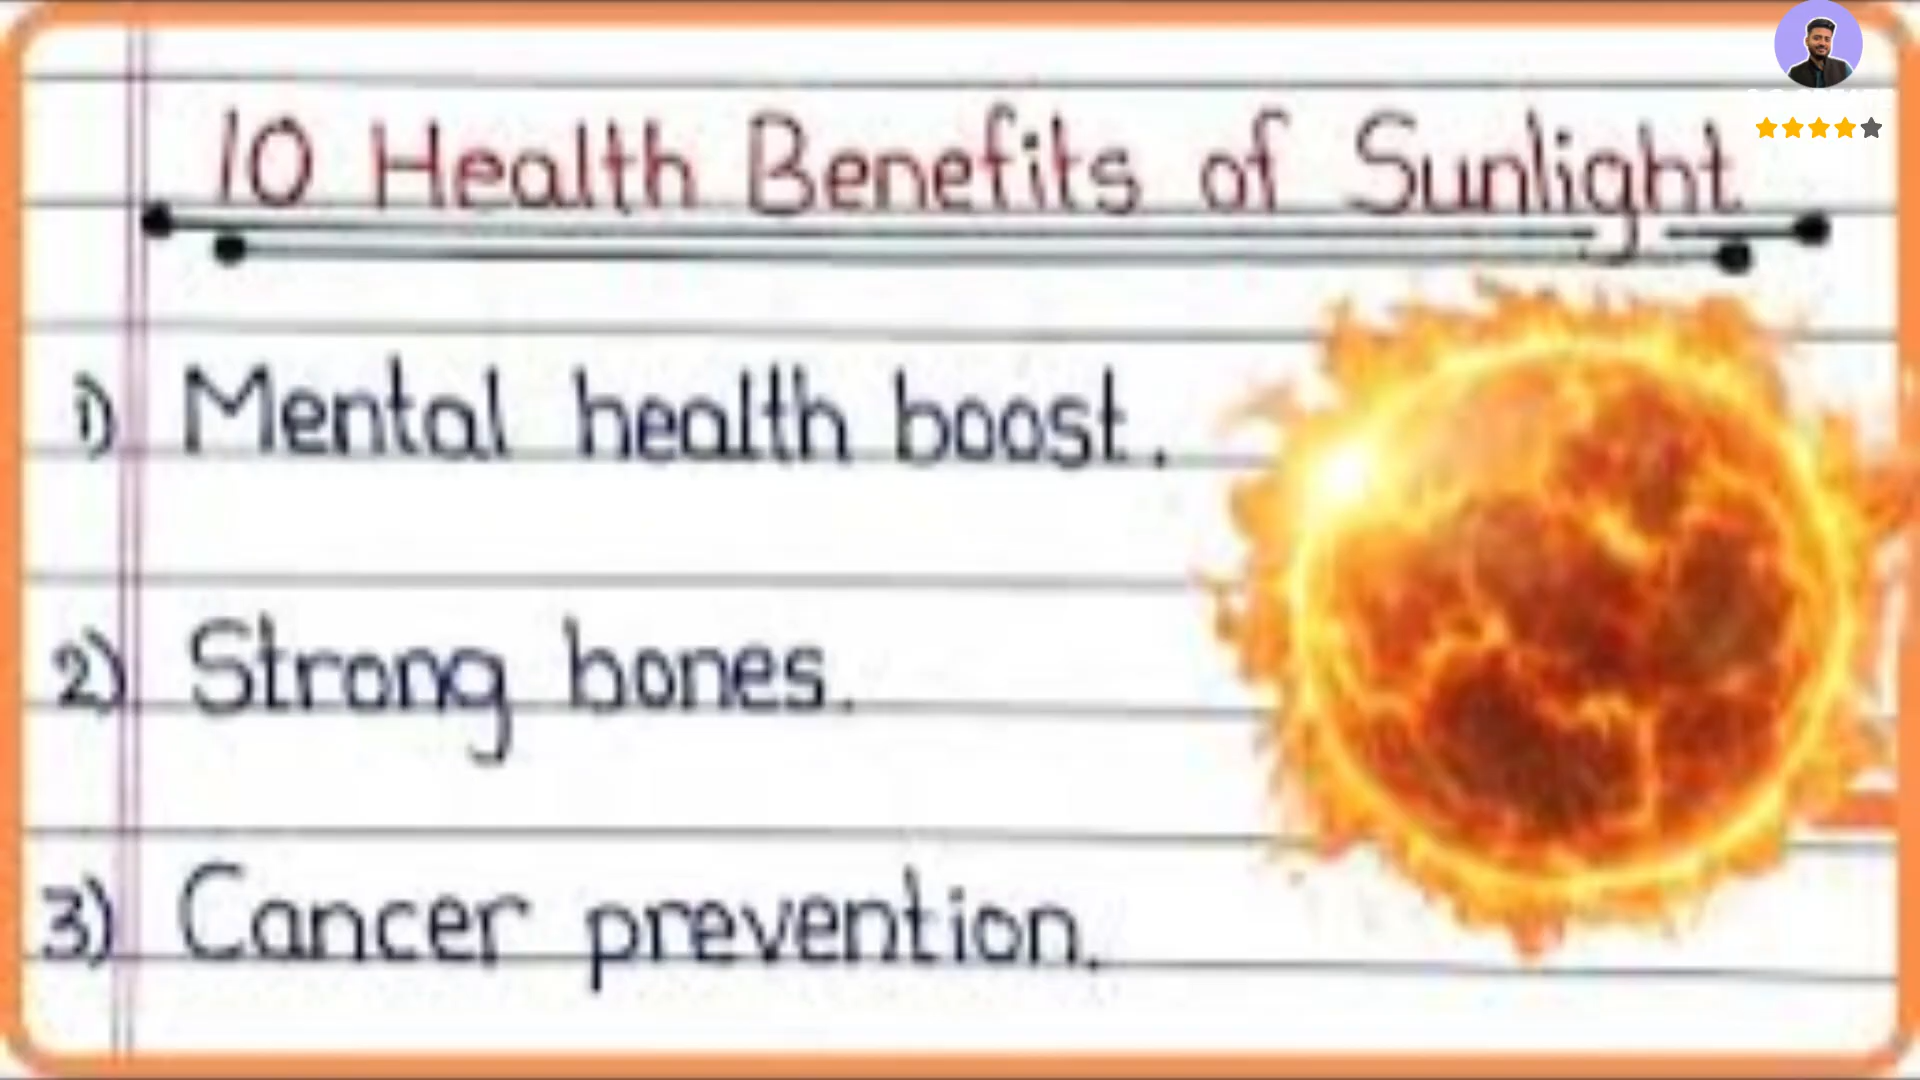 10 Health Benefits of Sunlight
1) Mental health boost.
2) Strong bones.
3) Cancer prevention.